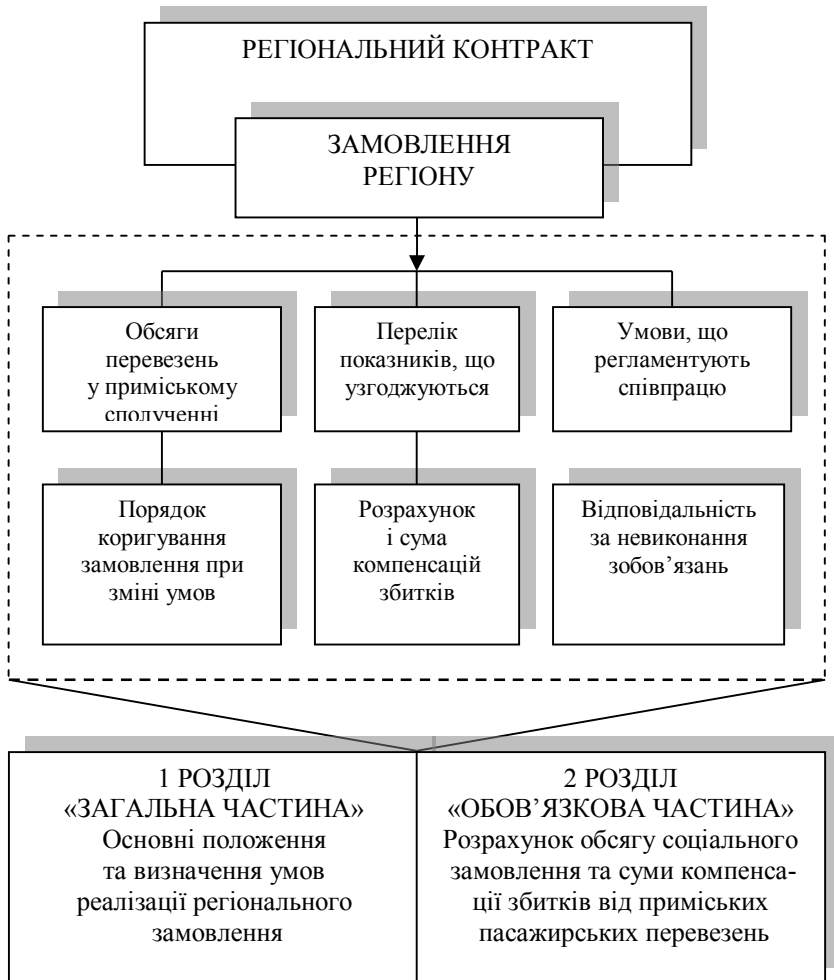 РЕГІОНАЛЬНИЙ КОНТРАКТ
ЗАМОВЛЕННЯ
РЕГІОНУ
Обсяги
перевезень
у приміському
сполученні
Перелік
показників, що
узгоджуються
Умови, що
регламентують
співпрацю
Порядок
коригування
замовлення при
зміні умов
Розрахунок
і сума
компенсацій
збитків
Відповідальність
за невиконання
зобов’язань
1 РОЗДІЛ
«ЗАГАЛЬНА ЧАСТИНА»
Основні положення
та визначення умов
реалізації регіонального
замовлення
2 РОЗДІЛ
«ОБОВ’ЯЗКОВА ЧАСТИНА»
Розрахунок обсягу соціального
замовлення та суми компенса-
ції збитків від приміських
пасажирських перевезень